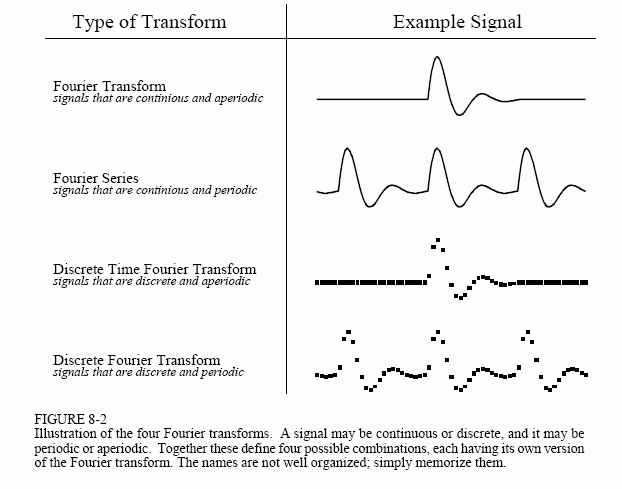 Type of Transform
Example Signal
Fourier Transform
signals that are continious and aperiodic
Fourier Series
signals that are continious and periodic
Discrete Time Fourier Transform
signals that are discrete and aperiodic
Discrete Fourier Transform
signals that are discrete and periodic
FIGURE 8-2
Illustration of the four Fourier transforms. A signal may be continuous or discrete, and it may be
periodic or aperiodic. Together these define four possible combinations, each having its own version
of the Fourier transform. The names are not well organized; simply memorize them.